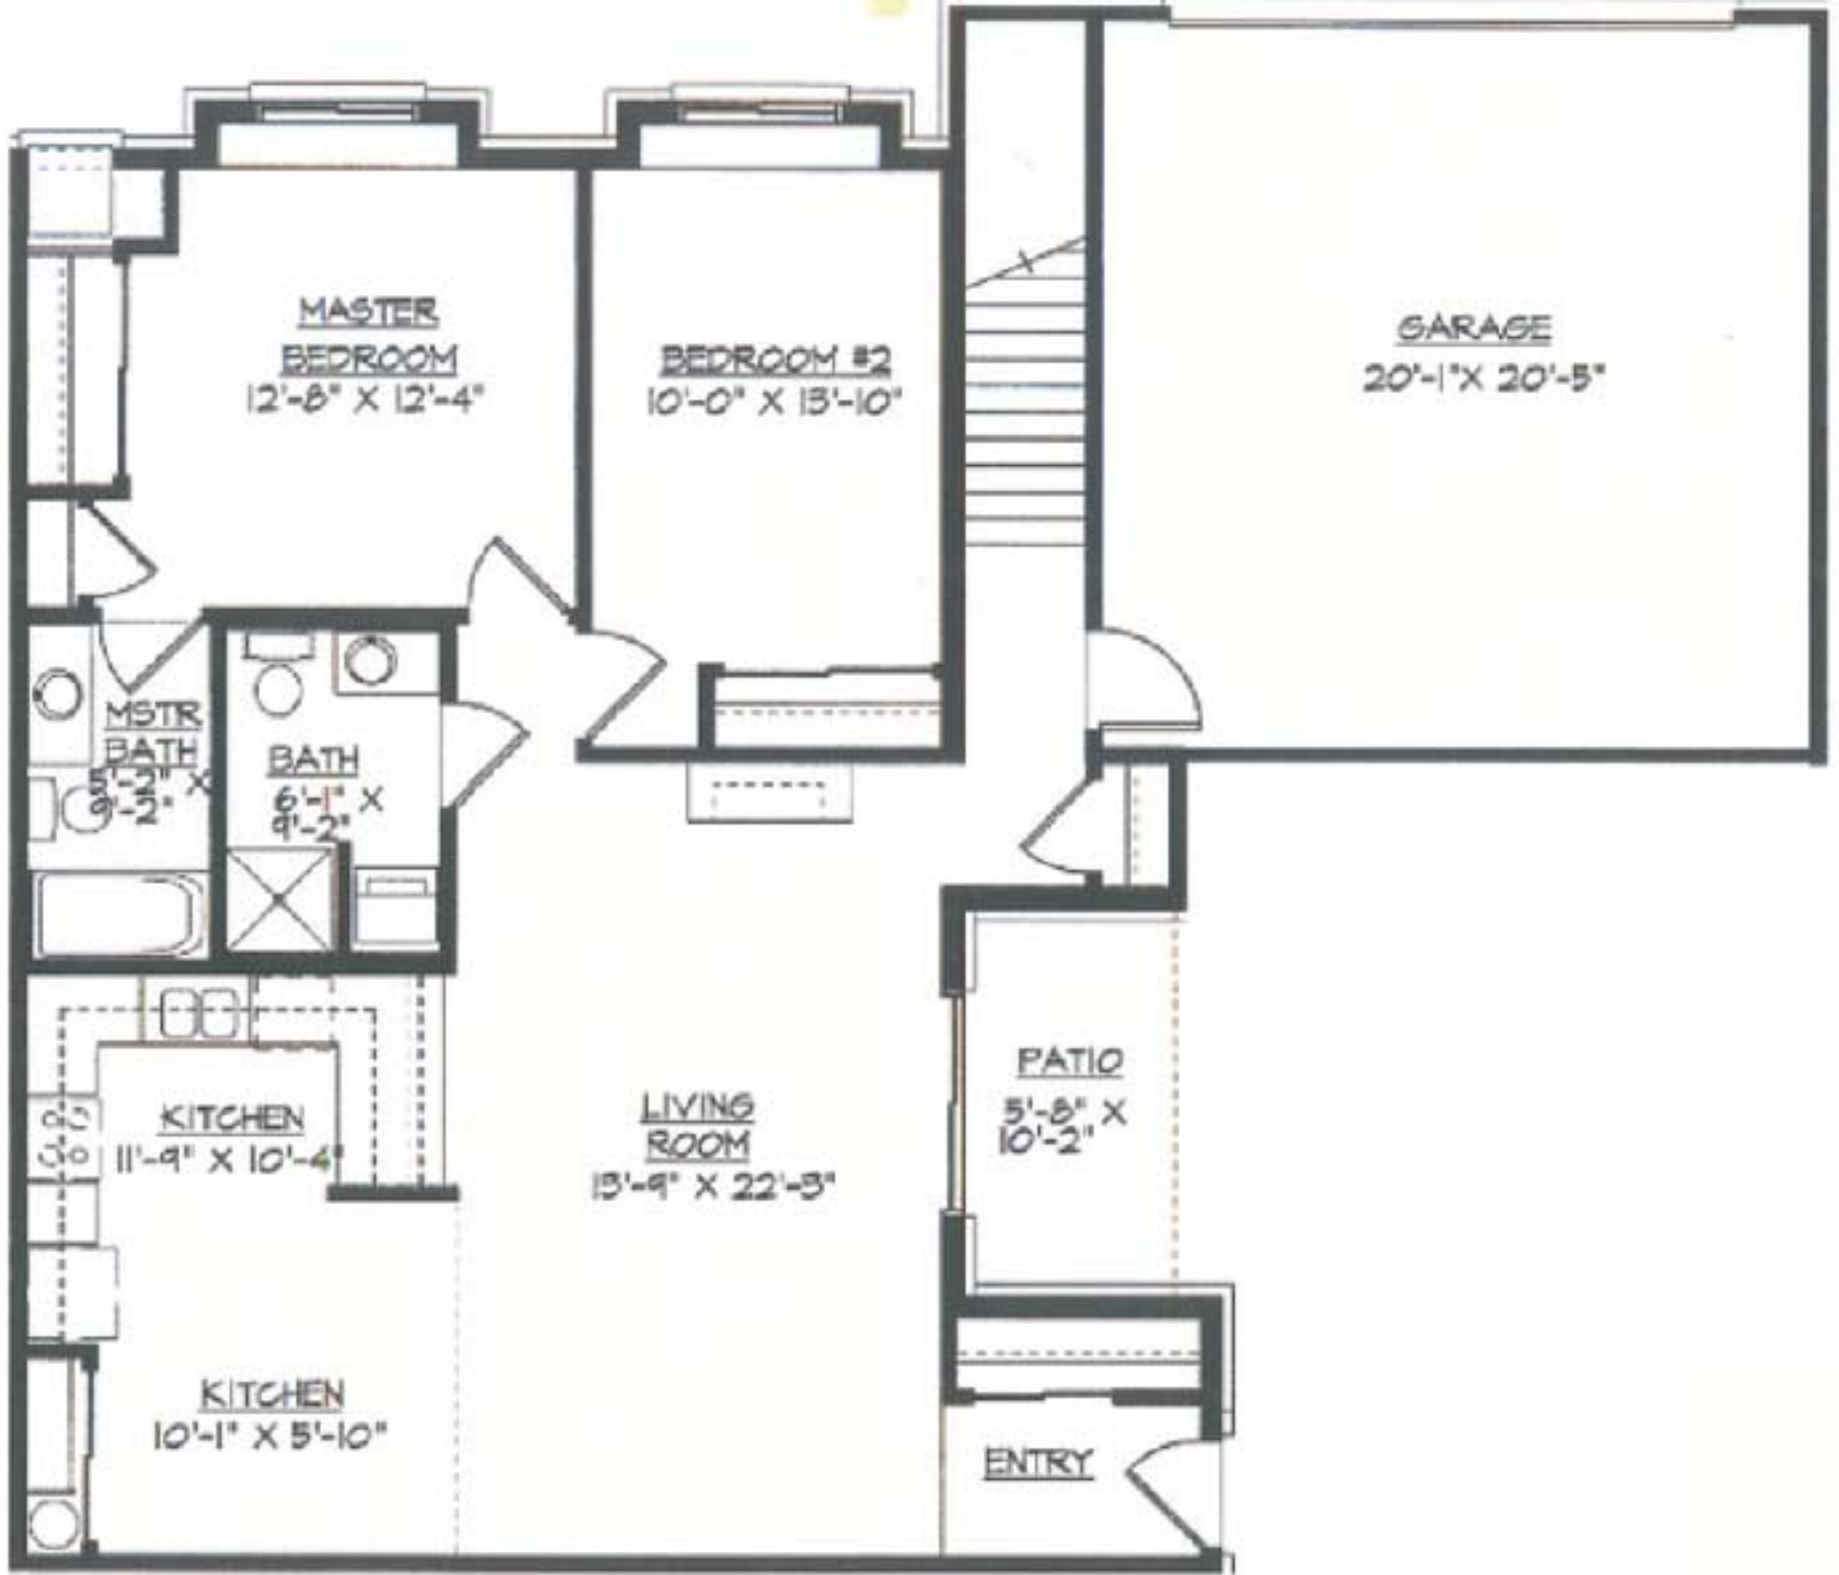 MASTER
BEDROOM
12'-8" X 12'-4"
BEDROOM #2
10'-0" X 13'-10"
GARAGE
20'-1" X 20'-5"
MSTR
BATH
5'-2" X
9'-2"
BATH
6'-1" X
9'-2"
KITCHEN
11'-9" X 10'-4"
LIVING
ROOM
13'-9" X 22'-3"
PATIO
5'-8" X
10'-2"
KITCHEN
10'-1" X 5'-10"
ENTRY